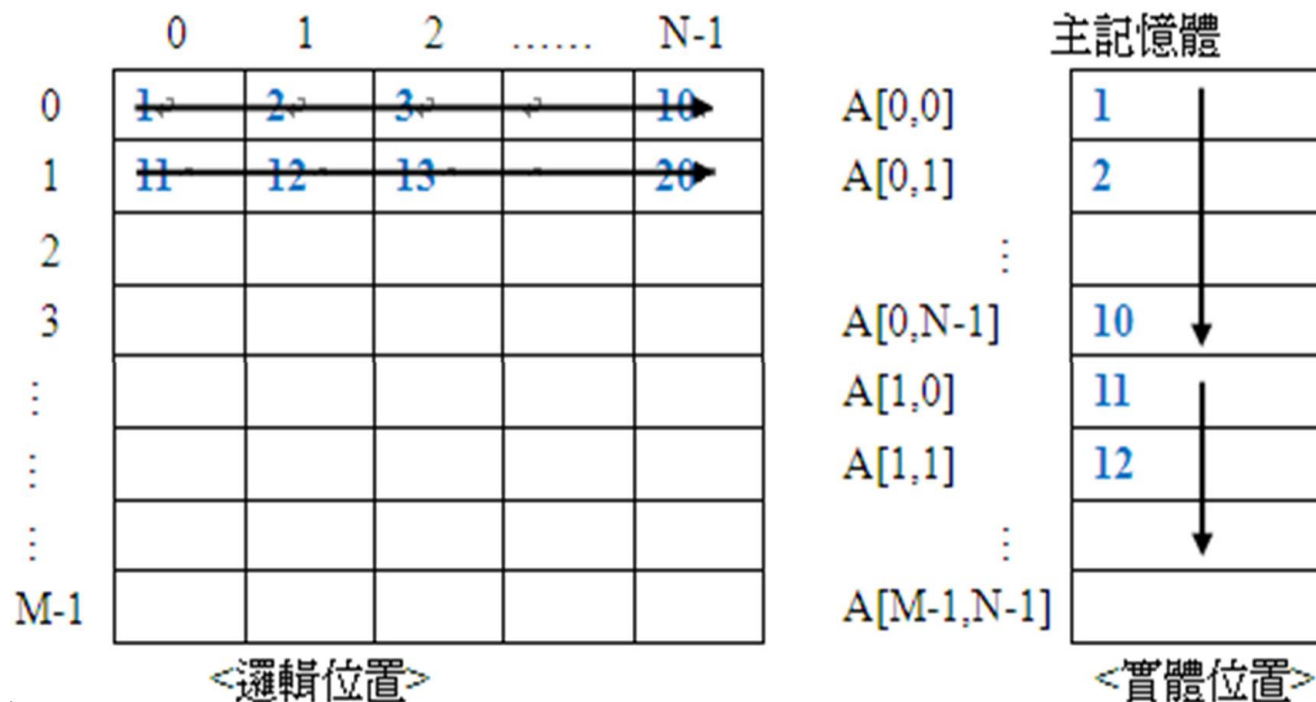 0 1 2 …… N-1
0 1 2 3 10
1 11 12 13 20
2
3
⋮
⋮
⋮
M-1
<邏輯位置>
主記憶體
A[0,0] 1
A[0,1] 2
⋮
A[0,N-1] 10
A[1,0] 11
A[1,1] 12
⋮
A[M-1,N-1]
<實體位置>